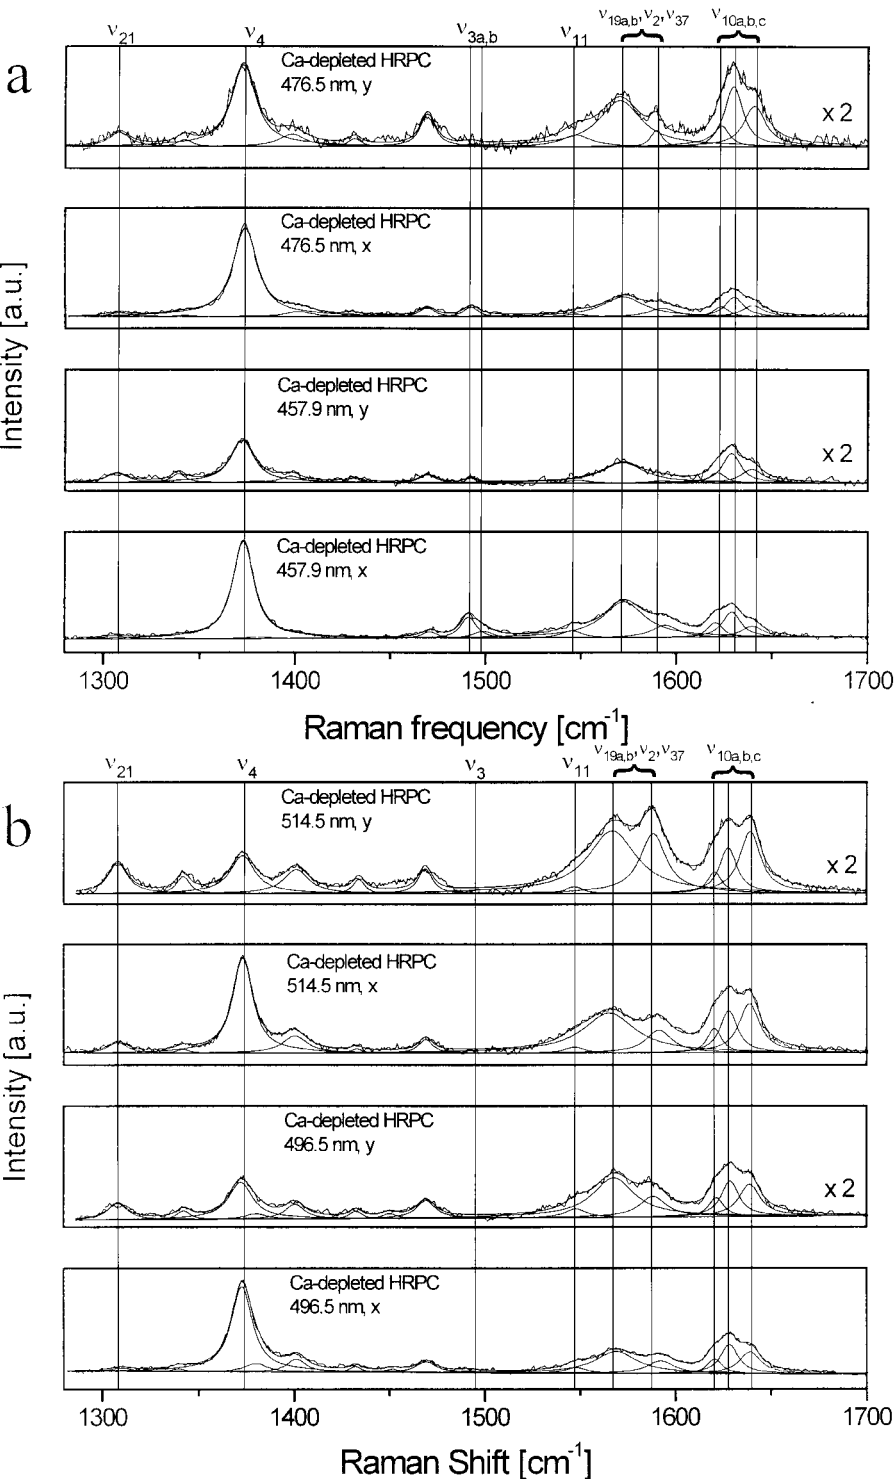 ν21 ν4 ν3a,b ν11 ν19a,b,ν2,ν37 ν10a,b,c
a
Ca-depleted HRPC
476.5 nm, y
x 2
Ca-depleted HRPC
476.5 nm, x
Ca-depleted HRPC
457.9 nm, y
x 2
Ca-depleted HRPC
457.9 nm, x
Intensity [a.u.]
1300 1400 1500 1600 1700
Raman frequency [cm-1]
ν21 ν4 ν3 ν11 ν19a,b,ν2,ν37 ν10a,b,c
b
Ca-depleted HRPC
514.5 nm, y
x 2
Ca-depleted HRPC
514.5 nm, x
Ca-depleted HRPC
496.5 nm, y
x 2
Ca-depleted HRPC
496.5 nm, x
Intensity [a.u.]
1300 1400 1500 1600 1700
Raman Shift [cm-1]